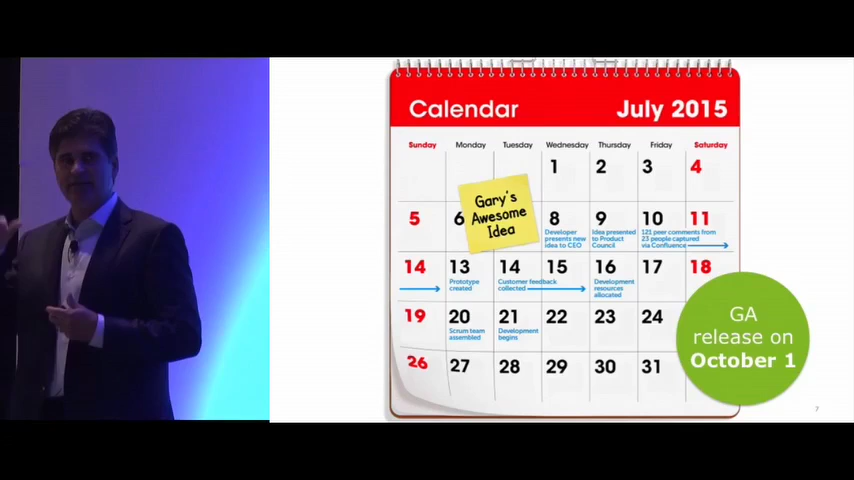 Calendar July 2015
Sunday Monday Tuesday Wednesday Thursday Friday Saturday
1 2 3 4
Gary's
Awesome
Idea
5 6 8 9 10 11
Developer
presents new
idea to CEO
Idea presented
to Product
Council
121 peer comments from
23 people captured
via Confluence
14 13 14 15 16 17 18
Prototype
created
Customer feedback
collected
Development
resources
allocated
19 20 21 22 23 24
Scrum team
assembled
Development
begins
26 27 28 29 30 31
GA
release on
October 1
7